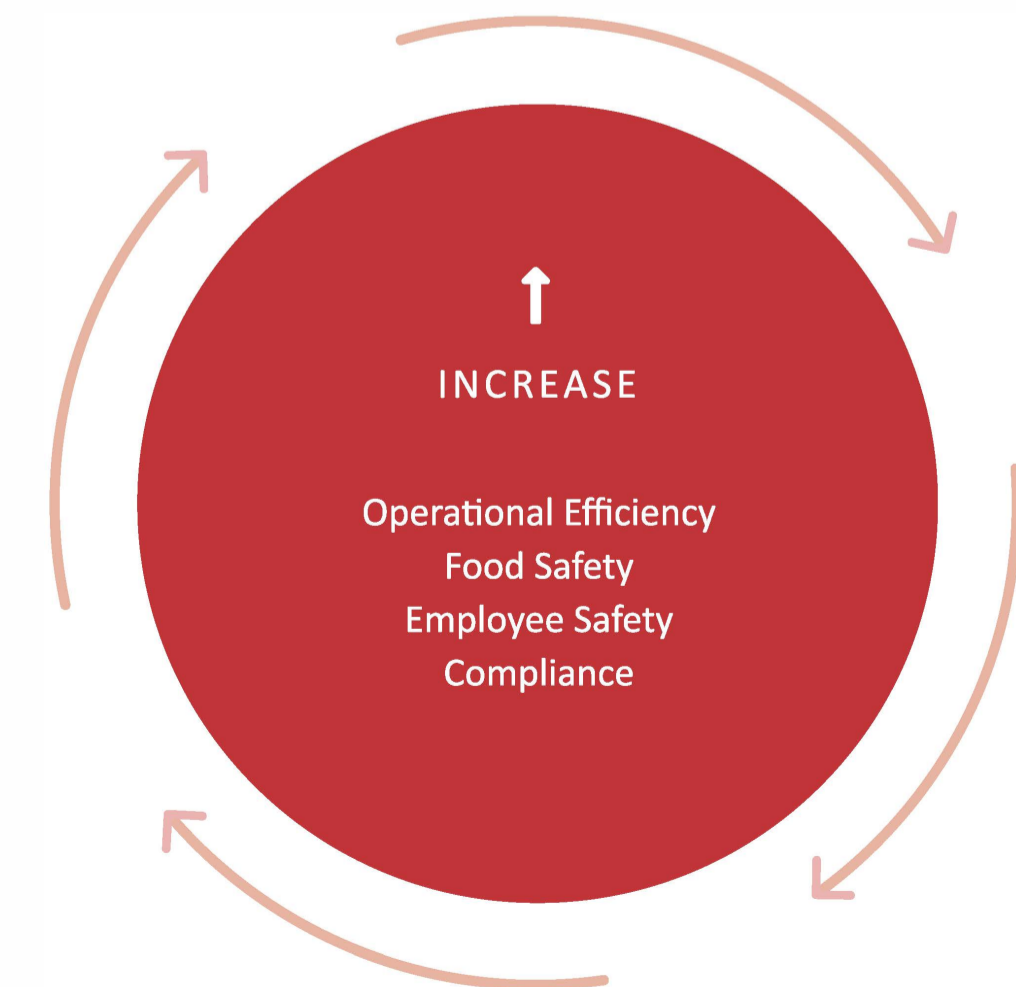 INCREASE
Operational Efficiency
Food Safety
Employee Safety
Compliance